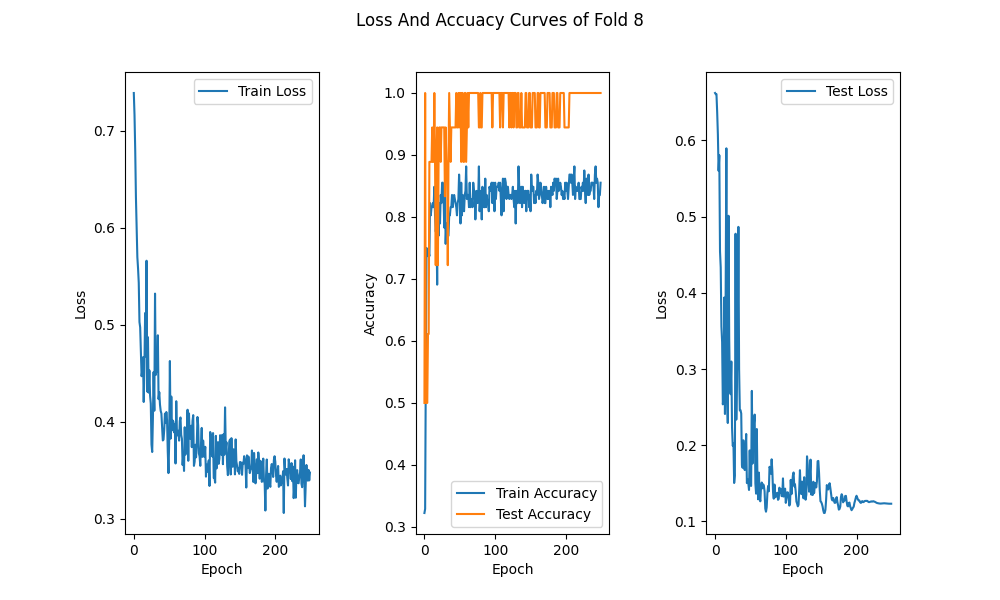 Loss And Accuacy Curves of Fold 8
Train Loss
0.7
0.6
0.5
0.4
0.3
Loss
0
100
200
Epoch
1.0
0.9
0.8
0.7
0.6
0.5
0.4
0.3
Accuracy
Train Accuracy
Test Accuracy
0
100
200
Epoch
Test Loss
0.6
0.5
0.4
0.3
0.2
0.1
Loss
0
100
200
Epoch